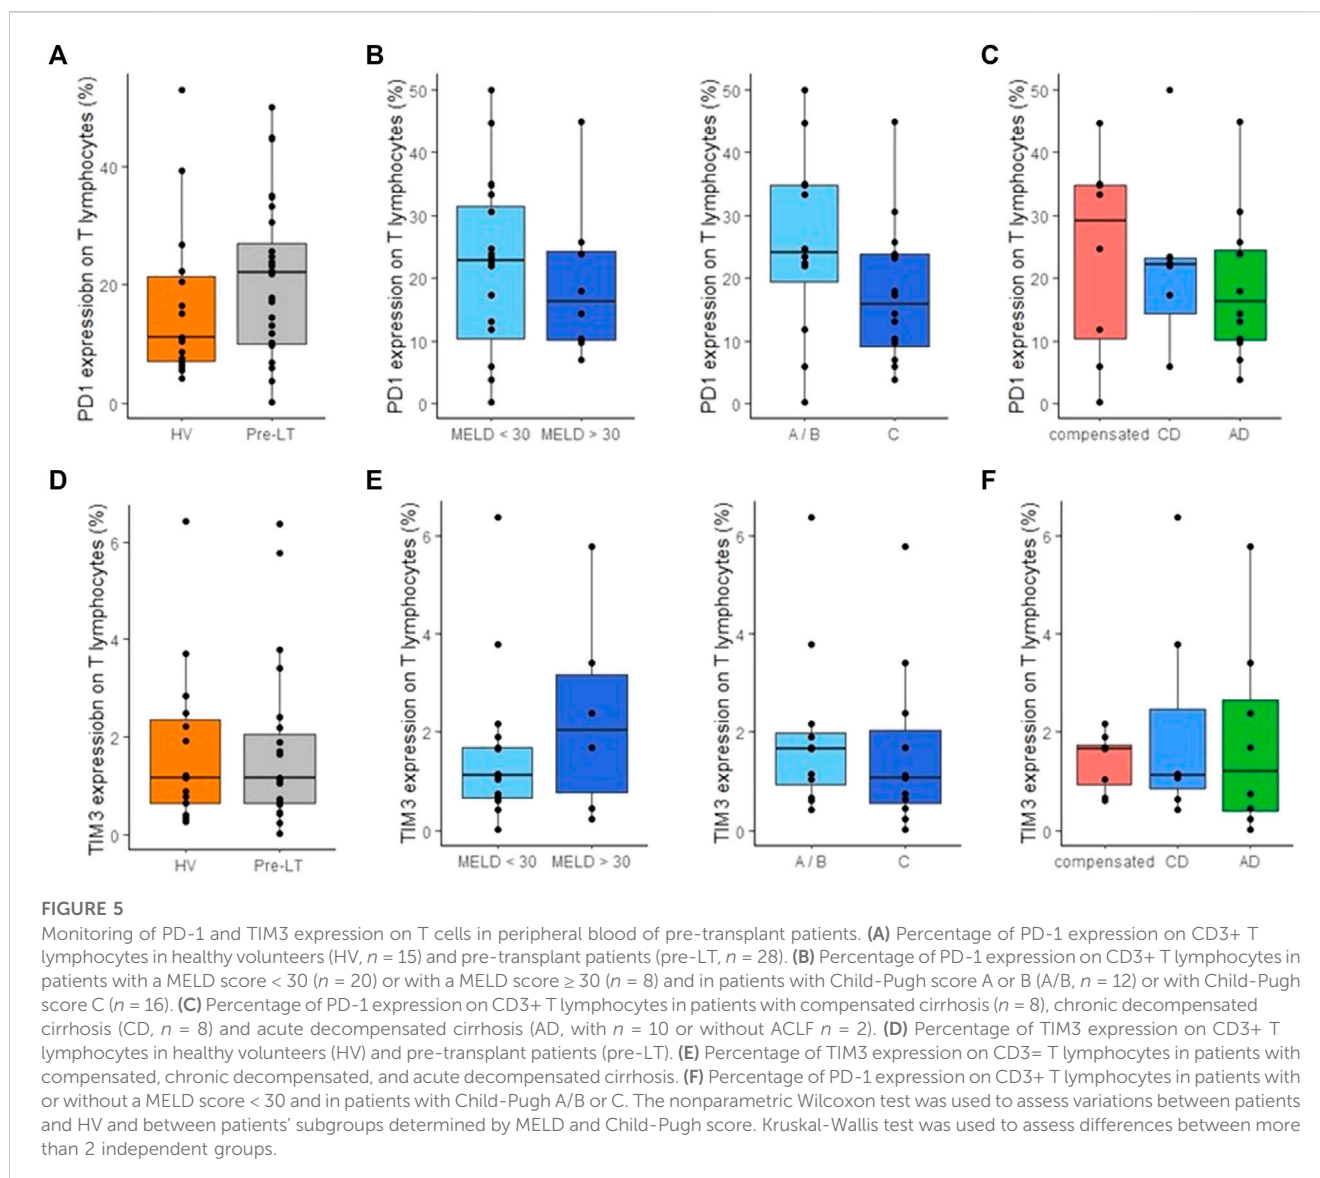 A
PD1 expressiobn on T lymphocytes (%)
40
20
0
HV Pre-LT
B
PD1 expression on T lymphocytes (%)
50
40
30
20
10
0
MELD < 30 MELD > 30
PD1 expression on T lymphocytes (%)
50
40
30
20
10
0
A / B C
C
PD1 expression on T lymphocytes (%)
50
40
30
20
10
0
compensated CD AD
D
TIM3 expressiobn on T lymphocytes (%)
6
4
2
0
HV Pre-LT
E
TIM3 expression on T lymphocytes (%)
6
4
2
0
MELD < 30 MELD > 30
TIM3 expression on T lymphocytes (%)
6
4
2
0
A / B C
F
TIM3 expression on T lymphocytes (%)
6
4
2
0
compensated CD AD
FIGURE 5
Monitoring of PD-1 and TIM3 expression on T cells in peripheral blood of pre-transplant patients. (A) Percentage of PD-1 expression on CD3+ T
lymphocytes in healthy volunteers (HV, n = 15) and pre-transplant patients (pre-LT, n = 28). (B) Percentage of PD-1 expression on CD3+ T lymphocytes in
patients with a MELD score < 30 (n = 20) or with a MELD score ≥ 30 (n = 8) and in patients with Child-Pugh score A or B (A/B, n = 12) or with Child-Pugh
score C (n = 16). (C) Percentage of PD-1 expression on CD3+ T lymphocytes in patients with compensated cirrhosis (n = 8), chronic decompensated
cirrhosis (CD, n = 8) and acute decompensated cirrhosis (AD, with n = 10 or without ACLF n = 2). (D) Percentage of TIM3 expression on CD3+ T
lymphocytes in healthy volunteers (HV) and pre-transplant patients (pre-LT). (E) Percentage of TIM3 expression on CD3= T lymphocytes in patients with
compensated, chronic decompensated, and acute decompensated cirrhosis. (F) Percentage of PD-1 expression on CD3+ T lymphocytes in patients with
or without a MELD score < 30 and in patients with Child-Pugh A/B or C. The nonparametric Wilcoxon test was used to assess variations between patients
and HV and between patients' subgroups determined by MELD and Child-Pugh score. Kruskal-Wallis test was used to assess differences between more
than 2 independent groups.